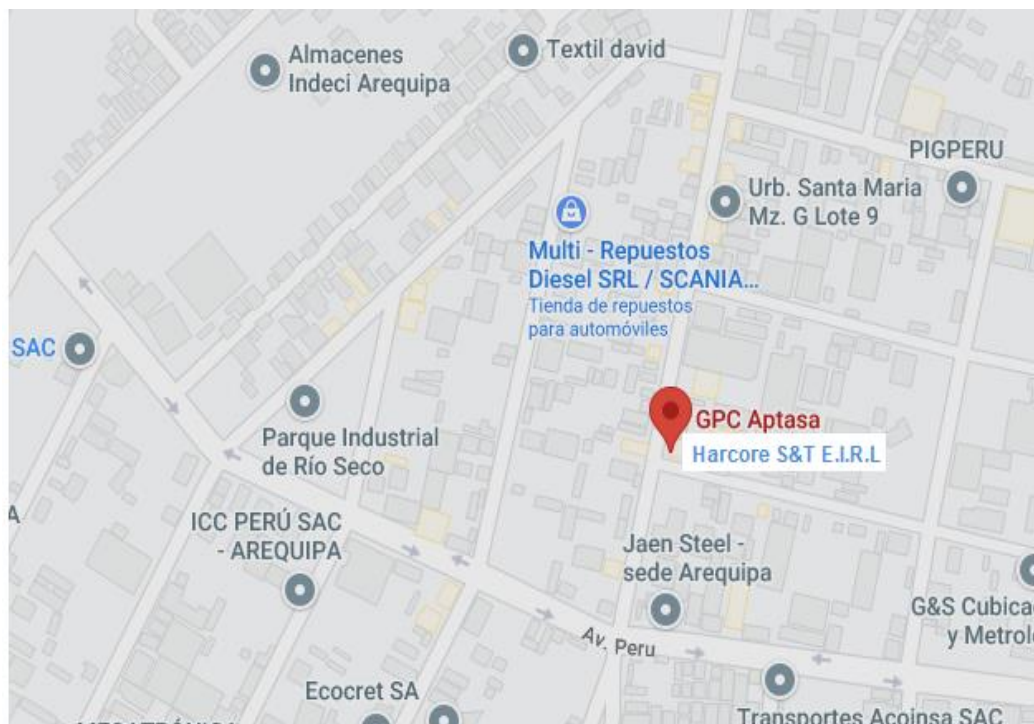 Almacenes
Indeci Arequipa
Textil david
PIGPERU
Urb. Santa Maria
Mz. G Lote 9
Multi - Repuestos
Diesel SRL / SCANIA...
Tienda de repuestos
para automóviles
SAC
GPC Aptasa
Harcore S&T E.I.R.L
Parque Industrial
de Río Seco
A
ICC PERÚ SAC
- AREQUIPA
Jaen Steel -
sede Arequipa
G&S Cubica
y Metrol
Av. Peru
Ecocret SA
Transportes Acoinsa SAC